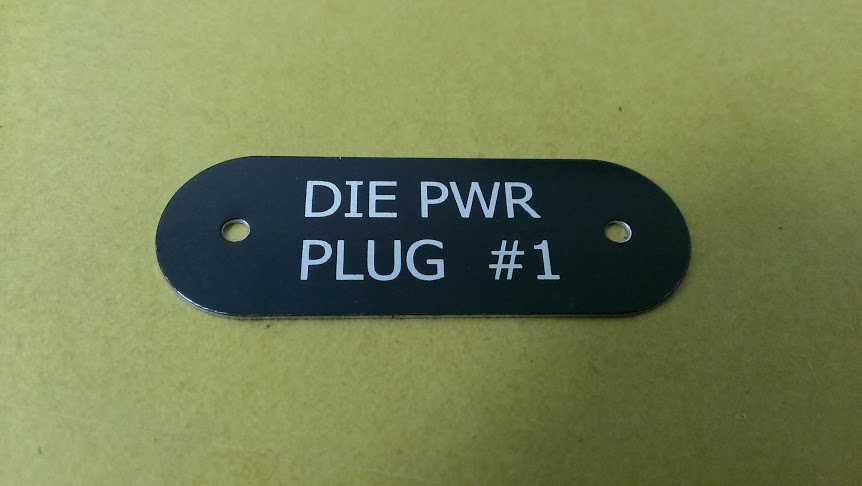 DIE PWR
PLUG #1